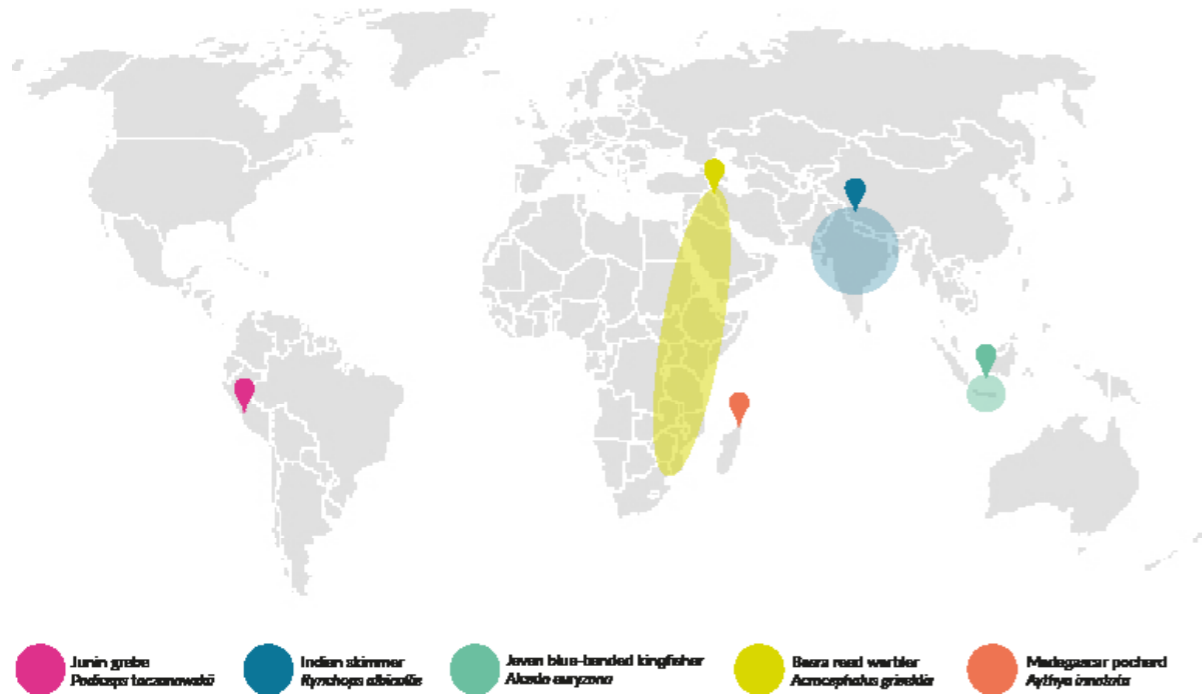 Junin grebe
Podiceps taczanowskii
Indian skimmer
Rynchops albicollis
Javan blue-banded kingfisher
Alcedo euryzona
Basra reed warbler
Acrocephalus griseldis
Madagascar pochard
Aythya innotata